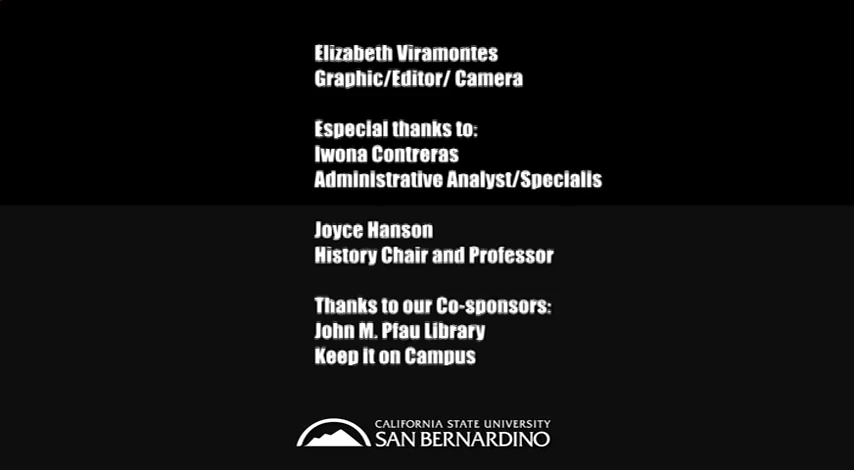 Elizabeth Viramontes
Graphic/Editor/ Camera
Especial thanks to:
Iwona Contreras
Administrative Analyst/Specialis
Joyce Hanson
History Chair and Professor
Thanks to our Co-sponsors:
John M. Pfau Library
Keep it on Campus
CALIFORNIA STATE UNIVERSITY
SAN BERNARDINO